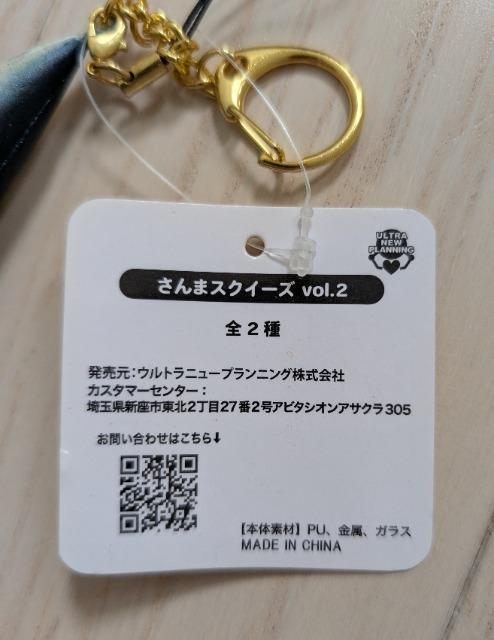 ULTRA
NEW
PLANNING
さんまスクイーズ vol.2
全2種
発売元:ウルトラニュープランニング株式会社
カスタマーセンター:
埼玉県新座市東北2丁目27番2号アビタシオンアサクラ305
お問い合わせはこちら⬇
【本体素材】PU、金属、ガラス
MADE IN CHINA